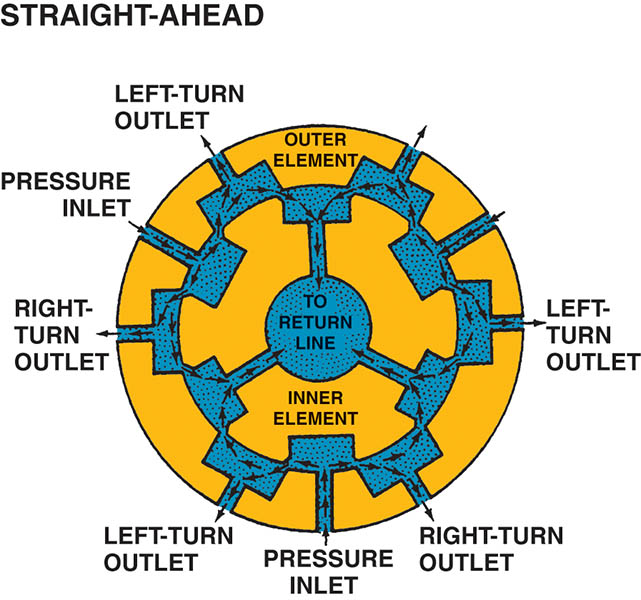 STRAIGHT-AHEAD
LEFT-TURN
OUTLET
OUTER
ELEMENT
PRESSURE
INLET
TO
RETURN
LINE
RIGHT-
TURN
OUTLET
LEFT-
TURN
OUTLET
INNER
ELEMENT
LEFT-TURN
OUTLET
PRESSURE
INLET
RIGHT-TURN
OUTLET